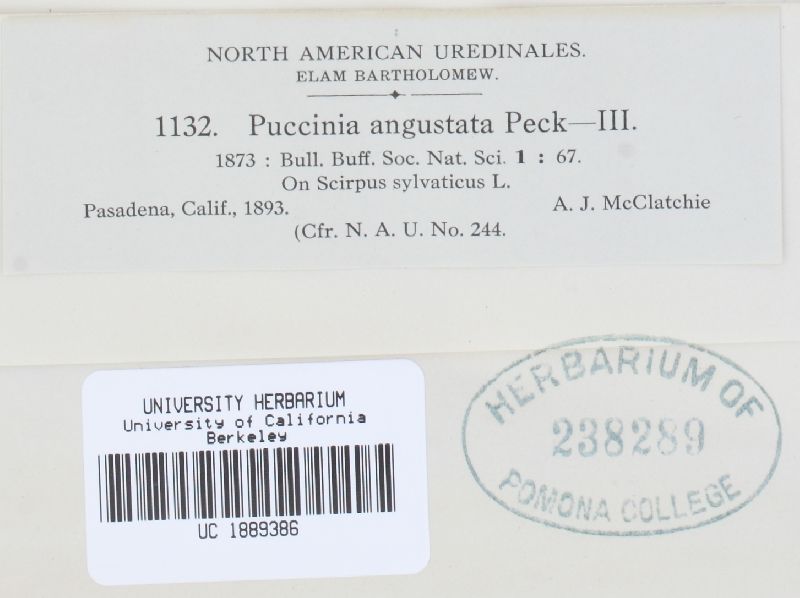 NORTH AMERICAN UREDINALES.
ELAM BARTHOLOMEW.
1132. Puccinia angustata Peck—III.
1873 : Bull. Buff. Soc. Nat. Sci. 1 : 67.
On Scirpus sylvaticus L.
Pasadena, Calif., 1893. A. J. McClatchie
(Cfr. N. A. U. No. 244.
UNIVERSITY HERBARIUM
University of California
Berkeley
UC 1889386
HERBARIUM OF
238289
POMONA COLLEGE